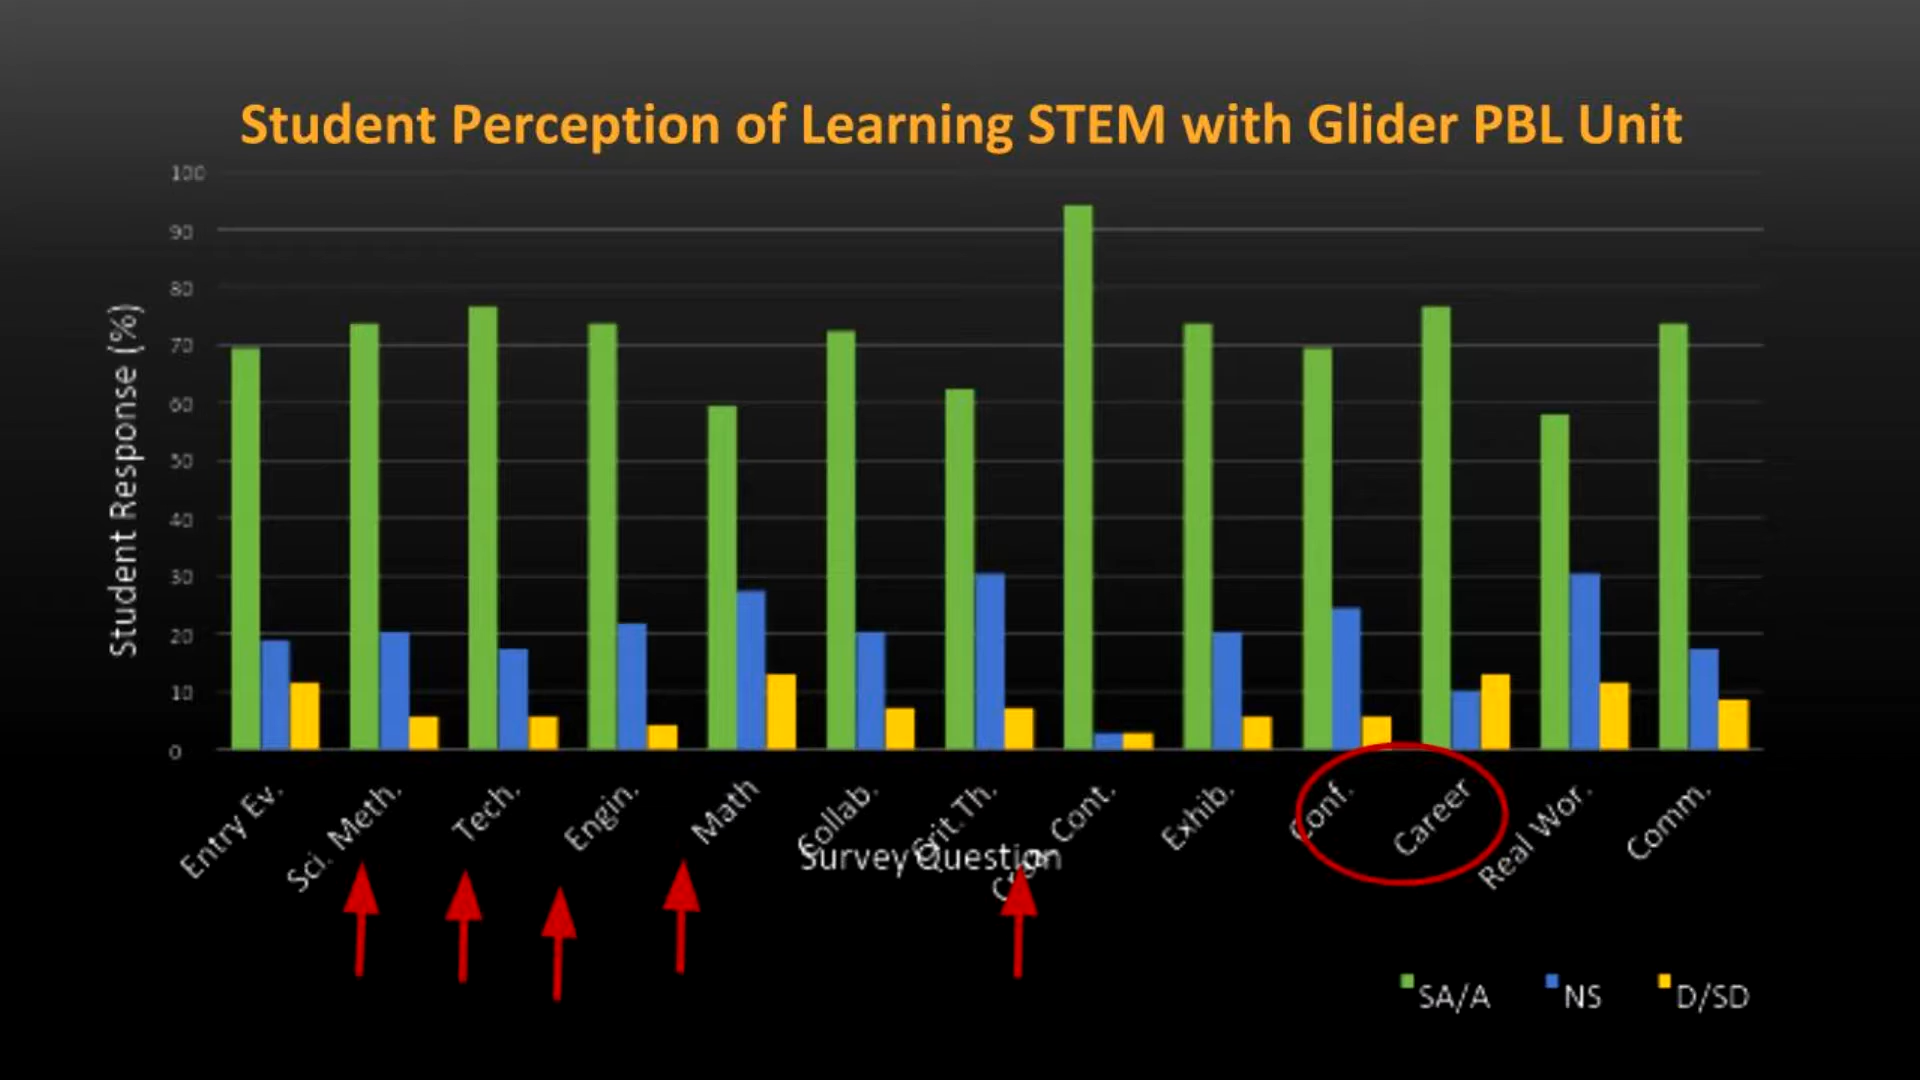 Student Perception of Learning STEM with Glider PBL Unit
100
90
80
70
60
50
40
30
20
10
0
Student Response (%)
Entry Ev.
Sci. Meth.
Tech.
Engin.
Math
Collab.
Crit. Th.
Cont.
Exhib.
Conf.
Career
Real Wor.
Comm.
Survey Question
SA/A
NS
D/SD